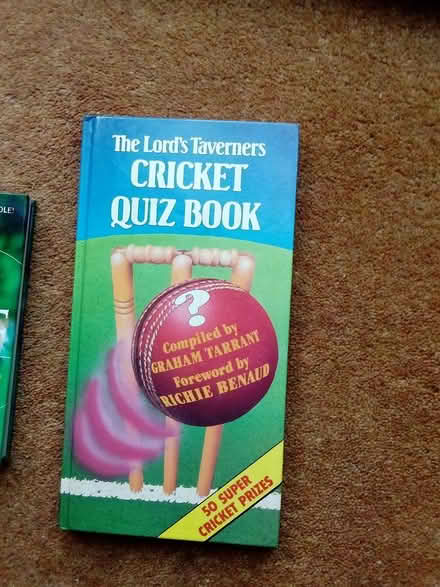 The Lord's Taverners
CRICKET
QUIZ BOOK
?
Compiled by
GRAHAM TARRANT
Foreword by
RICHIE BENAUD
50 SUPER
CRICKET PRIZES